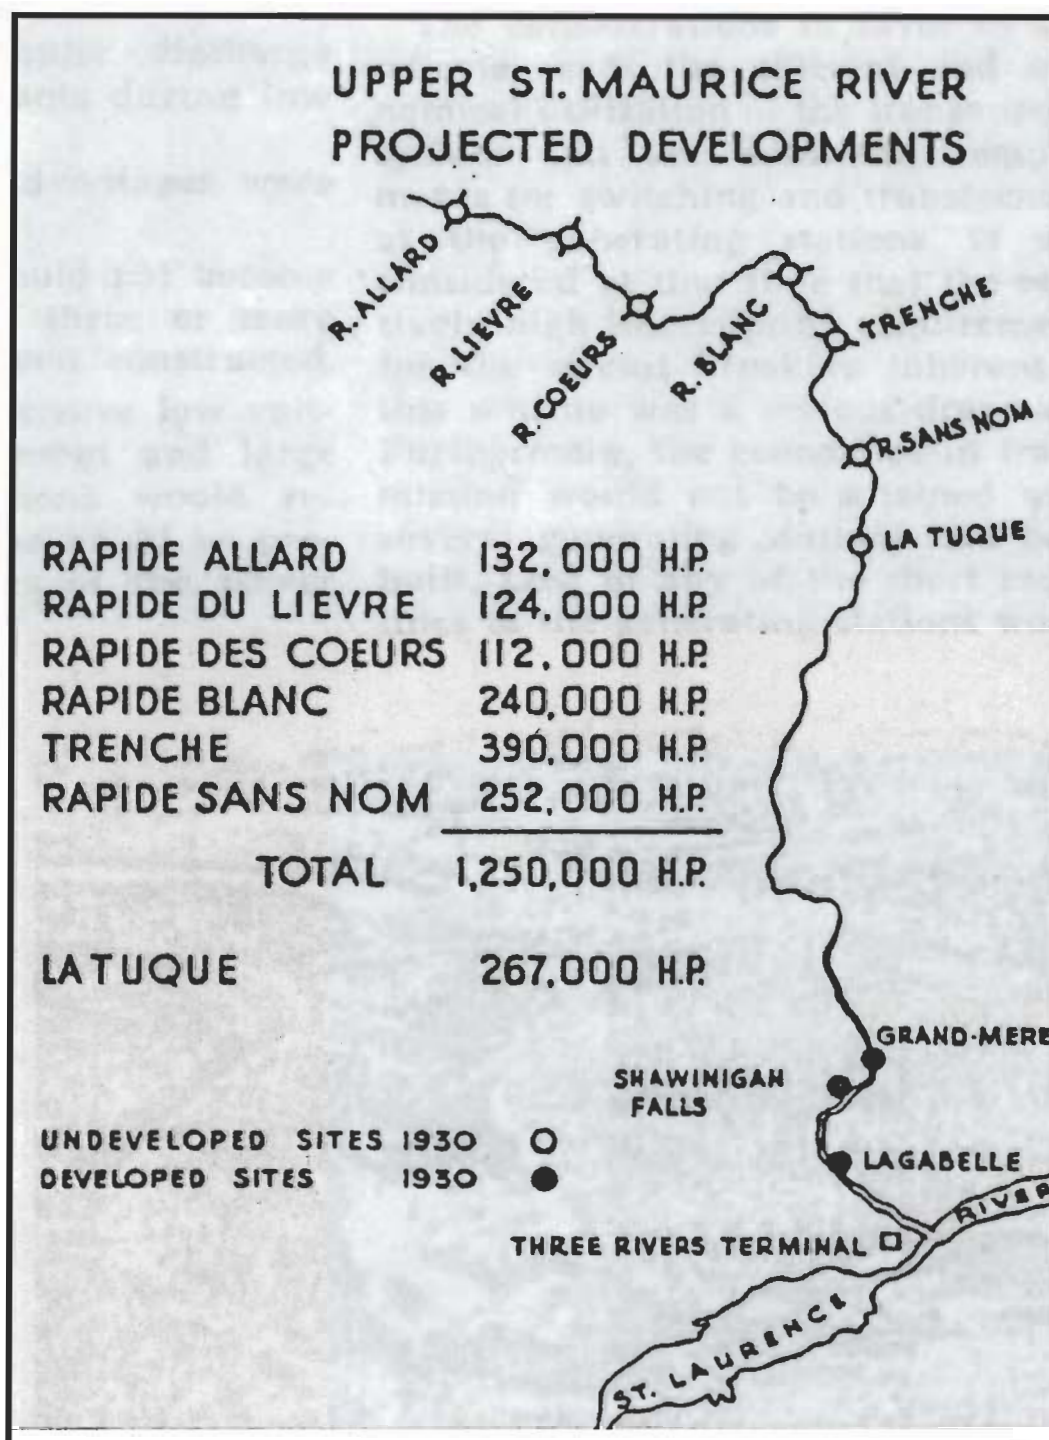 UPPER ST. MAURICE RIVER
PROJECTED DEVELOPMENTS
R. ALLARD
R. LIEVRE
R. COEURS
R. BLANC
TRENCHE
R. SANS NOM
LA TUQUE
RAPIDE ALLARD 132,000 H.P.
RAPIDE DU LIEVRE 124,000 H.P.
RAPIDE DES COEURS 112,000 H.P.
RAPIDE BLANC 240,000 H.P.
TRENCHE 390,000 H.P.
RAPIDE SANS NOM 252,000 H.P.
TOTAL 1,250,000 H.P.
LA TUQUE 267,000 H.P.
GRAND-MERE
SHAWINIGAN
FALLS
UNDEVELOPED SITES 1930
DEVELOPED SITES 1930
LAGABELLE
THREE RIVERS TERMINAL
ST. LAURENCE RIVER